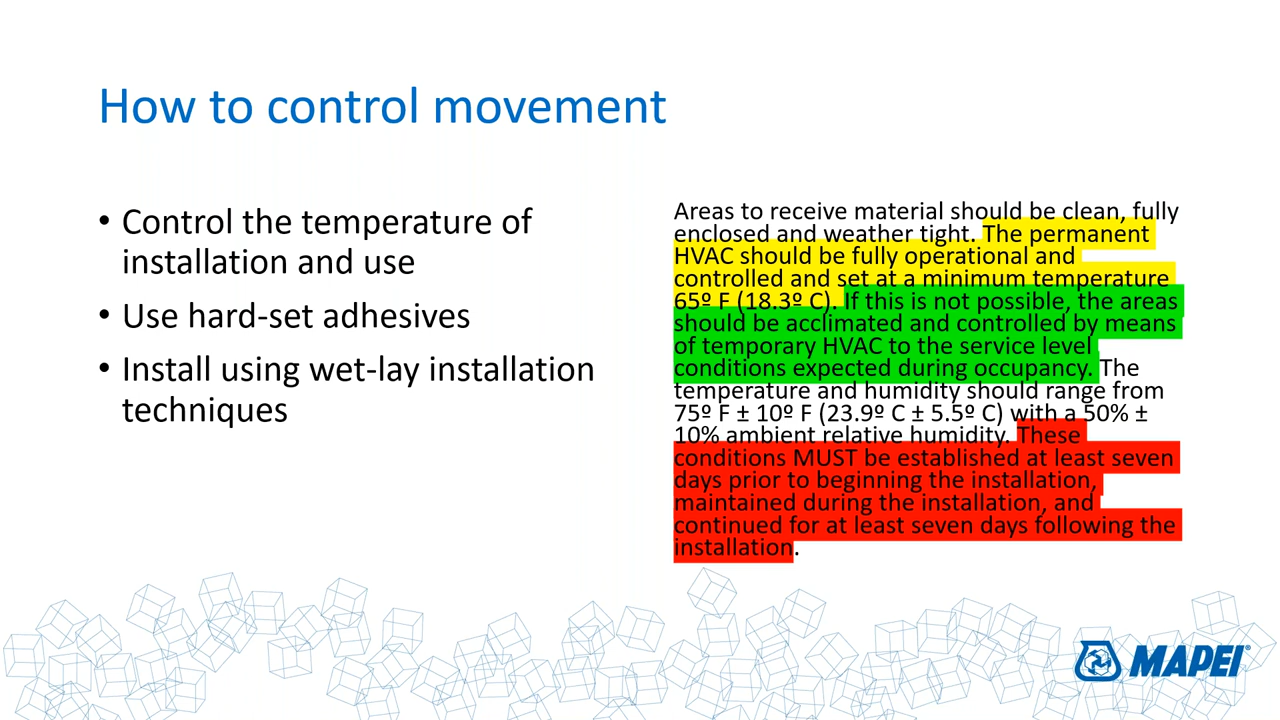 How to control movement
• Control the temperature of
installation and use
• Use hard-set adhesives
• Install using wet-lay installation
techniques
Areas to receive material should be clean, fully
enclosed and weather tight. The permanent
HVAC should be fully operational and
controlled and set at a minimum temperature
65º F (18.3º C). If this is not possible, the areas
should be acclimated and controlled by means
of temporary HVAC to the service level
conditions expected during occupancy. The
temperature and humidity should range from
75º F ± 10º F (23.9º C ± 5.5º C) with a 50% ±
10% ambient relative humidity. These
conditions MUST be established at least seven
days prior to beginning the installation,
maintained during the installation, and
continued for at least seven days following the
installation.
MAPEI®